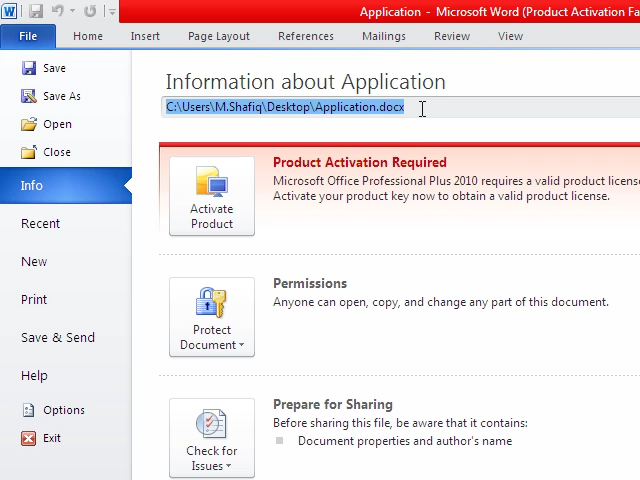 Application - Microsoft Word (Product Activation Fa
File Home Insert Page Layout References Mailings Review View
Save
Save As
Open
Close
Info
Recent
New
Print
Save & Send
Help
Options
Exit
Information about Application
C:\Users\M.Shafiq\Desktop\Application.docx
Activate
Product
Product Activation Required
Microsoft Office Professional Plus 2010 requires a valid product license
Activate your product key now to obtain a valid product license.
Protect
Document
Permissions
Anyone can open, copy, and change any part of this document.
Check for
Issues
Prepare for Sharing
Before sharing this file, be aware that it contains:
Document properties and author's name